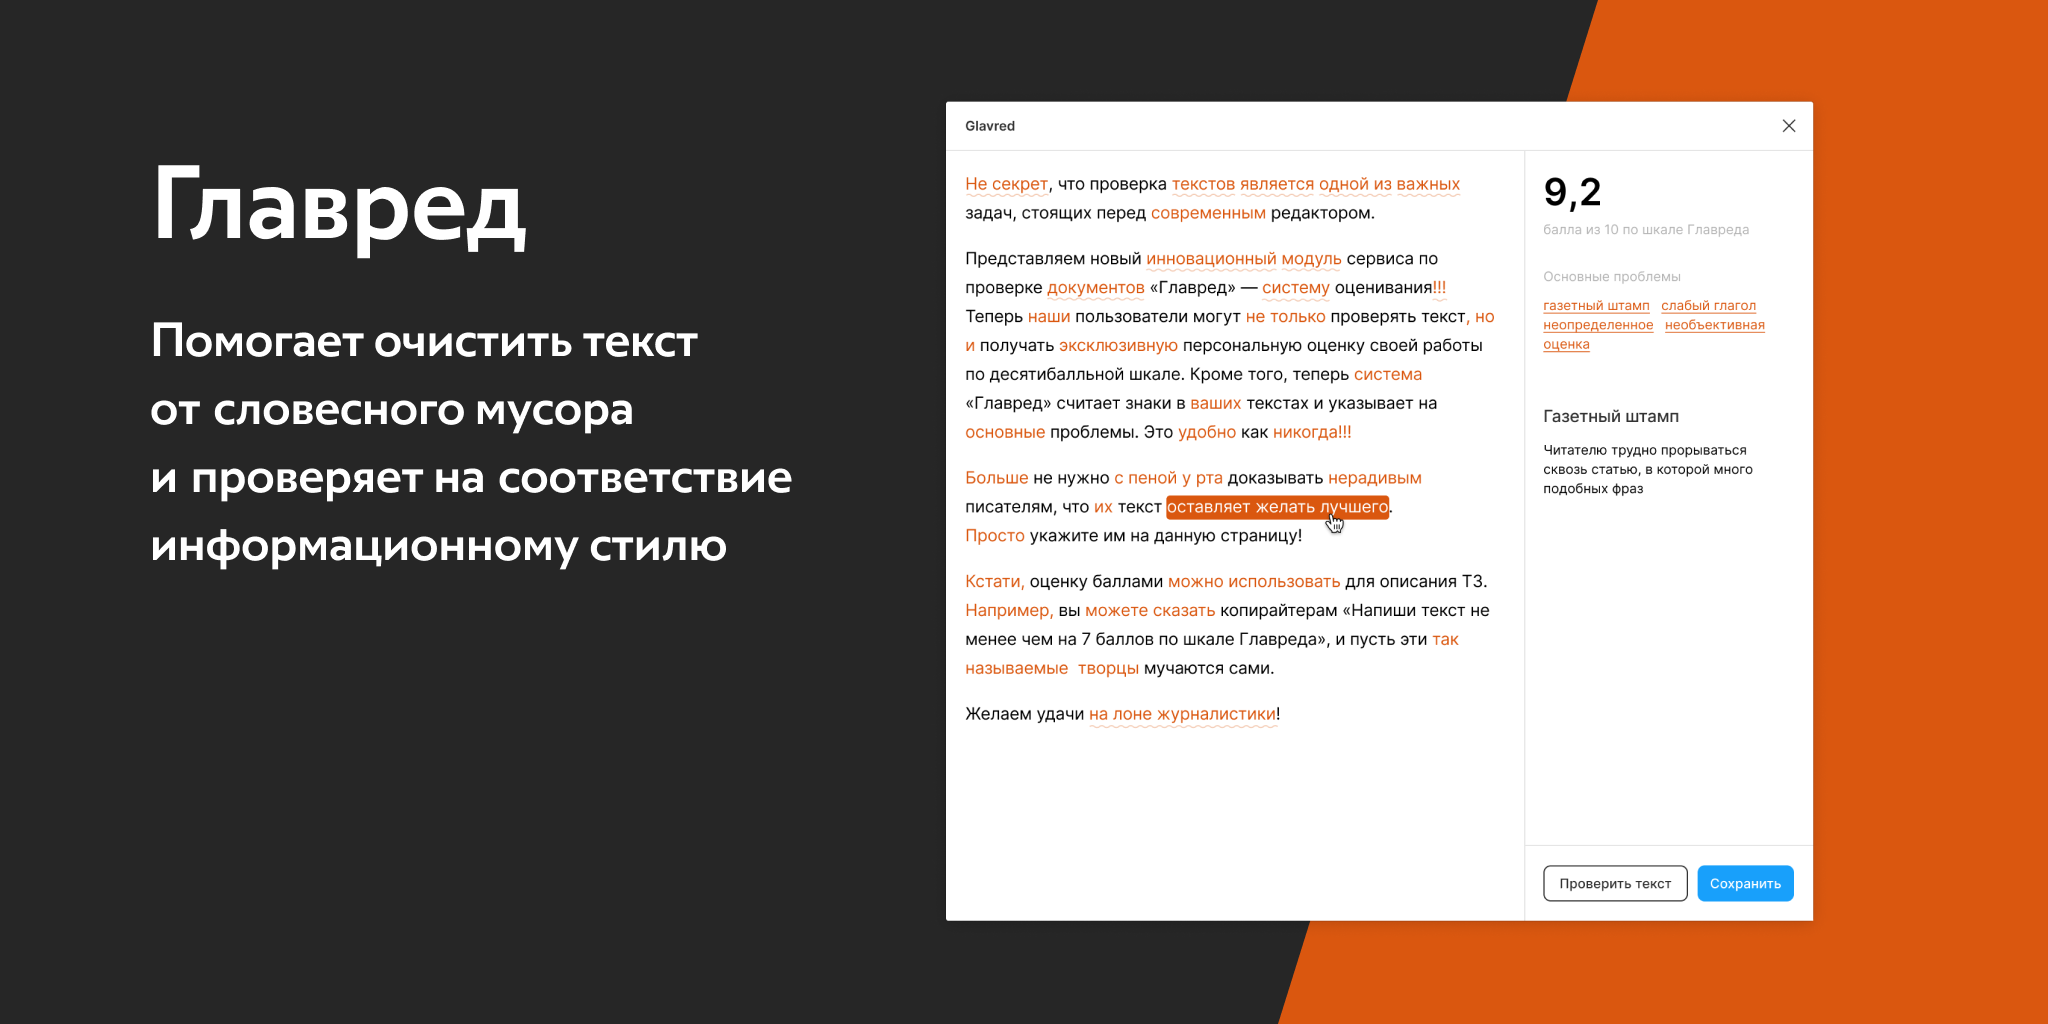 Главред
Помогает очистить текст
от словесного мусора
и проверяет на соответствие
информационному стилю
Glavred
Не секрет, что проверка текстов является одной из важных
задач, стоящих перед современным редактором.
Представляем новый инновационный модуль сервиса по
проверке документов «Главред» — систему оценивания!!!
Теперь наши пользователи могут не только проверять текст, но
и получать эксклюзивную персональную оценку своей работы
по десятибалльной шкале. Кроме того, теперь система
«Главред» считает знаки в ваших текстах и указывает на
основные проблемы. Это удобно как никогда!!!
Больше не нужно с пеной у рта доказывать нерадивым
писателям, что их текст оставляет желать лучшего.
Просто укажите им на данную страницу!
Кстати, оценку баллами можно использовать для описания ТЗ.
Например, вы можете сказать копирайтерам «Напиши текст не
менее чем на 7 баллов по шкале Главреда», и пусть эти так
называемые творцы мучаются сами.
Желаем удачи на лоне журналистики!
9,2
балла из 10 по шкале Главреда
Основные проблемы
газетный штамп слабый глагол
неопределенное необъективная
оценка
Газетный штамп
Читателю трудно прорываться
сквозь статью, в которой много
подобных фраз
Проверить текст Сохранить